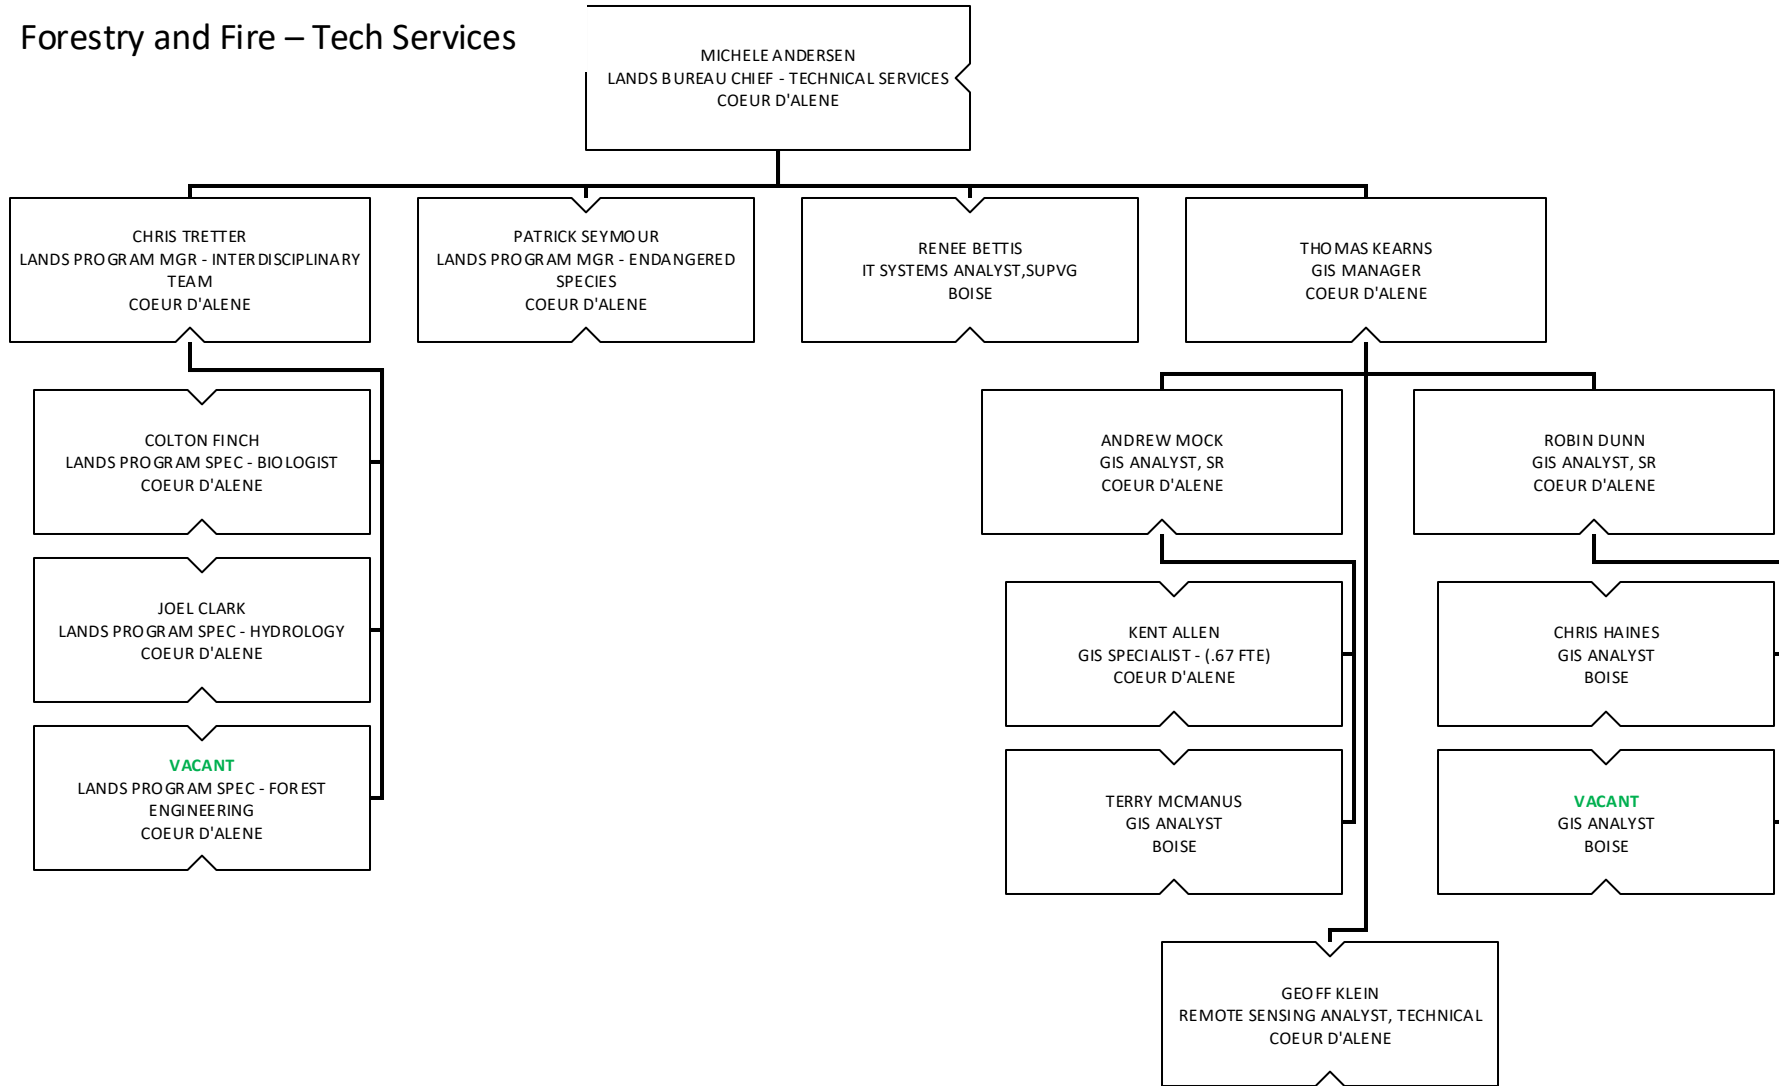 Forestry and Fire – Tech Services
MICHELE ANDERSEN
LANDS BUREAU CHIEF - TECHNICAL SERVICES
COEUR D'ALENE
CHRIS TRETTER
LANDS PROGRAM MGR - INTERDISCIPLINARY
TEAM
COEUR D'ALENE
PATRICK SEYMOUR
LANDS PROGRAM MGR - ENDANGERED
SPECIES
COEUR D'ALENE
RENEE BETTIS
IT SYSTEMS ANALYST,SUPVG
BOISE
THOMAS KEARNS
GIS MANAGER
COEUR D'ALENE
COLTON FINCH
LANDS PROGRAM SPEC - BIOLOGIST
COEUR D'ALENE
JOEL CLARK
LANDS PROGRAM SPEC - HYDROLOGY
COEUR D'ALENE
VACANT
LANDS PROGRAM SPEC - FOREST
ENGINEERING
COEUR D'ALENE
ANDREW MOCK
GIS ANALYST, SR
COEUR D'ALENE
KENT ALLEN
GIS SPECIALIST - (.67 FTE)
COEUR D'ALENE
TERRY MCMANUS
GIS ANALYST
BOISE
ROBIN DUNN
GIS ANALYST, SR
COEUR D'ALENE
CHRIS HAINES
GIS ANALYST
BOISE
VACANT
GIS ANALYST
BOISE
GEOFF KLEIN
REMOTE SENSING ANALYST, TECHNICAL
COEUR D'ALENE